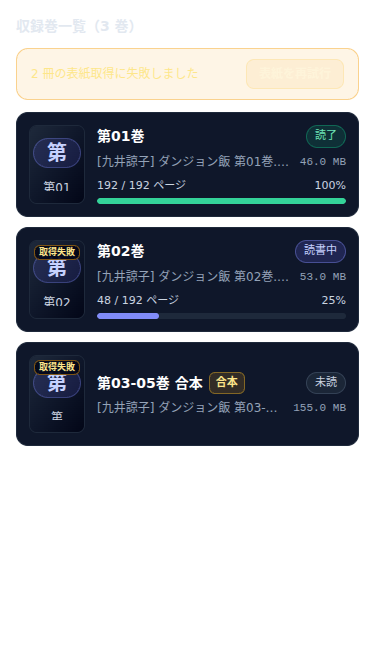 収録巻一覧（3 巻）
2 冊の表紙取得に失敗しました
第
第01
第01巻
読了
[九井諒子] ダンジョン飯 第01巻.…
46.0 MB
192 / 192 ページ
100%
取得失敗
第
第02
第02巻
読書中
[九井諒子] ダンジョン飯 第02巻.…
53.0 MB
48 / 192 ページ
25%
取得失敗
第
第
第03-05巻 合本
合本
未読
[九井諒子] ダンジョン飯 第03-…
155.0 MB